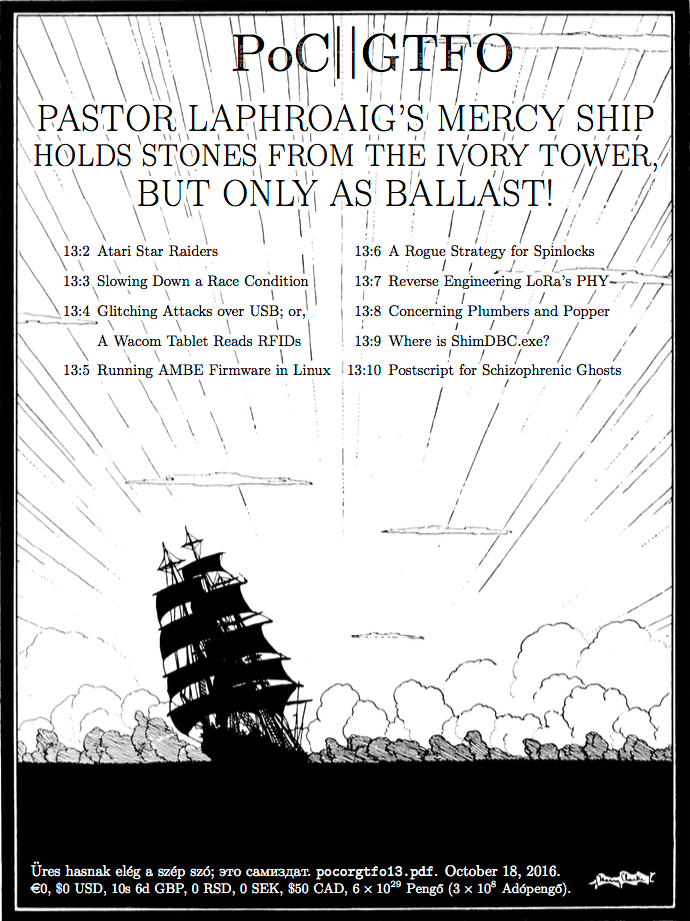 PoC||GTFO
PASTOR LAPHROAIG'S MERCY SHIP
HOLDS STONES FROM THE IVORY TOWER,
BUT ONLY AS BALLAST!
13:2 Atari Star Raiders
13:3 Slowing Down a Race Condition
13:4 Glitching Attacks over USB; or,
A Wacom Tablet Reads RFIDs
13:5 Running AMBE Firmware in Linux
13:6 A Rogue Strategy for Spinlocks
13:7 Reverse Engineering LoRa's PHY
13:8 Concerning Plumbers and Popper
13:9 Where is ShimDBC.exe?
13:10 Postscript for Schizophrenic Ghosts
Üres hasnak elég a szép szó; это самиздат. pocorgtfo13.pdf. October 18, 2016.
€0, $0 USD, 10s 6d GBP, 0 RSD, 0 SEK, $50 CAD, 6 × 10²⁹ Pengő (3 × 10⁸ Adópengő).